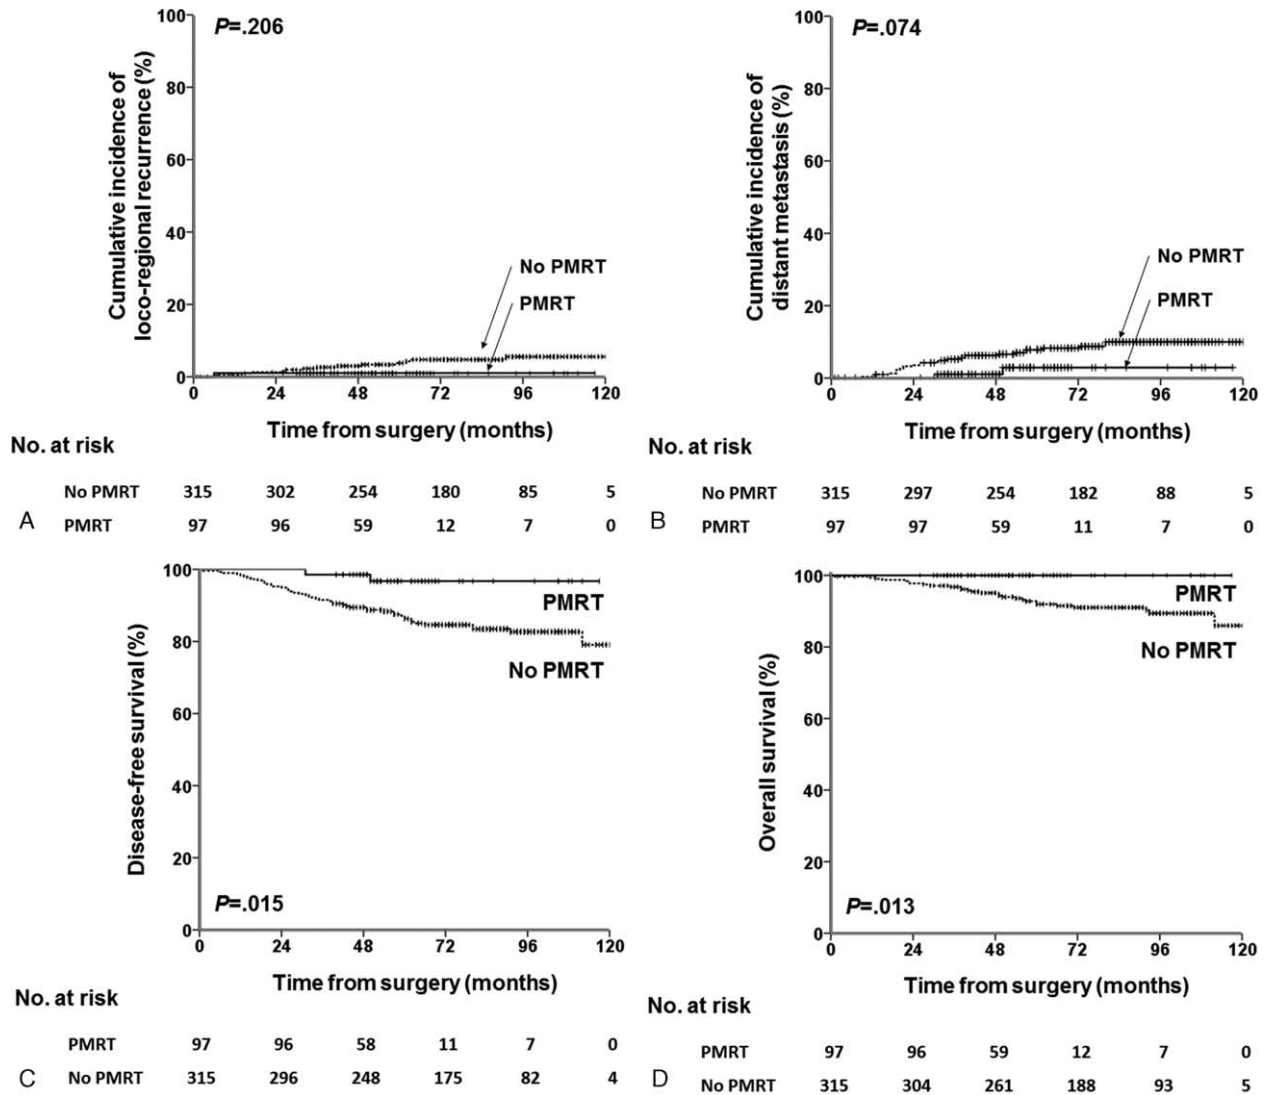 P=.206
Cumulative incidence of
loco-regional recurrence (%)
100
80
60
40
20
0
No PMRT
PMRT
0 24 48 72 96 120
Time from surgery (months)
No. at risk
No PMRT 315 302 254 180 85 5
PMRT 97 96 59 12 7 0
A
P=.074
Cumulative incidence of
distant metastasis (%)
100
80
60
40
20
0
No PMRT
PMRT
0 24 48 72 96 120
Time from surgery (months)
No. at risk
No PMRT 315 297 254 182 88 5
PMRT 97 97 59 11 7 0
B
Disease-free survival (%)
100
80
60
40
20
0
PMRT
No PMRT
P=.015
0 24 48 72 96 120
Time from surgery (months)
No. at risk
PMRT 97 96 58 11 7 0
No PMRT 315 296 248 175 82 4
C
Overall survival (%)
100
80
60
40
20
0
PMRT
No PMRT
P=.013
0 24 48 72 96 120
Time from surgery (months)
No. at risk
PMRT 97 96 59 12 7 0
No PMRT 315 304 261 188 93 5
D